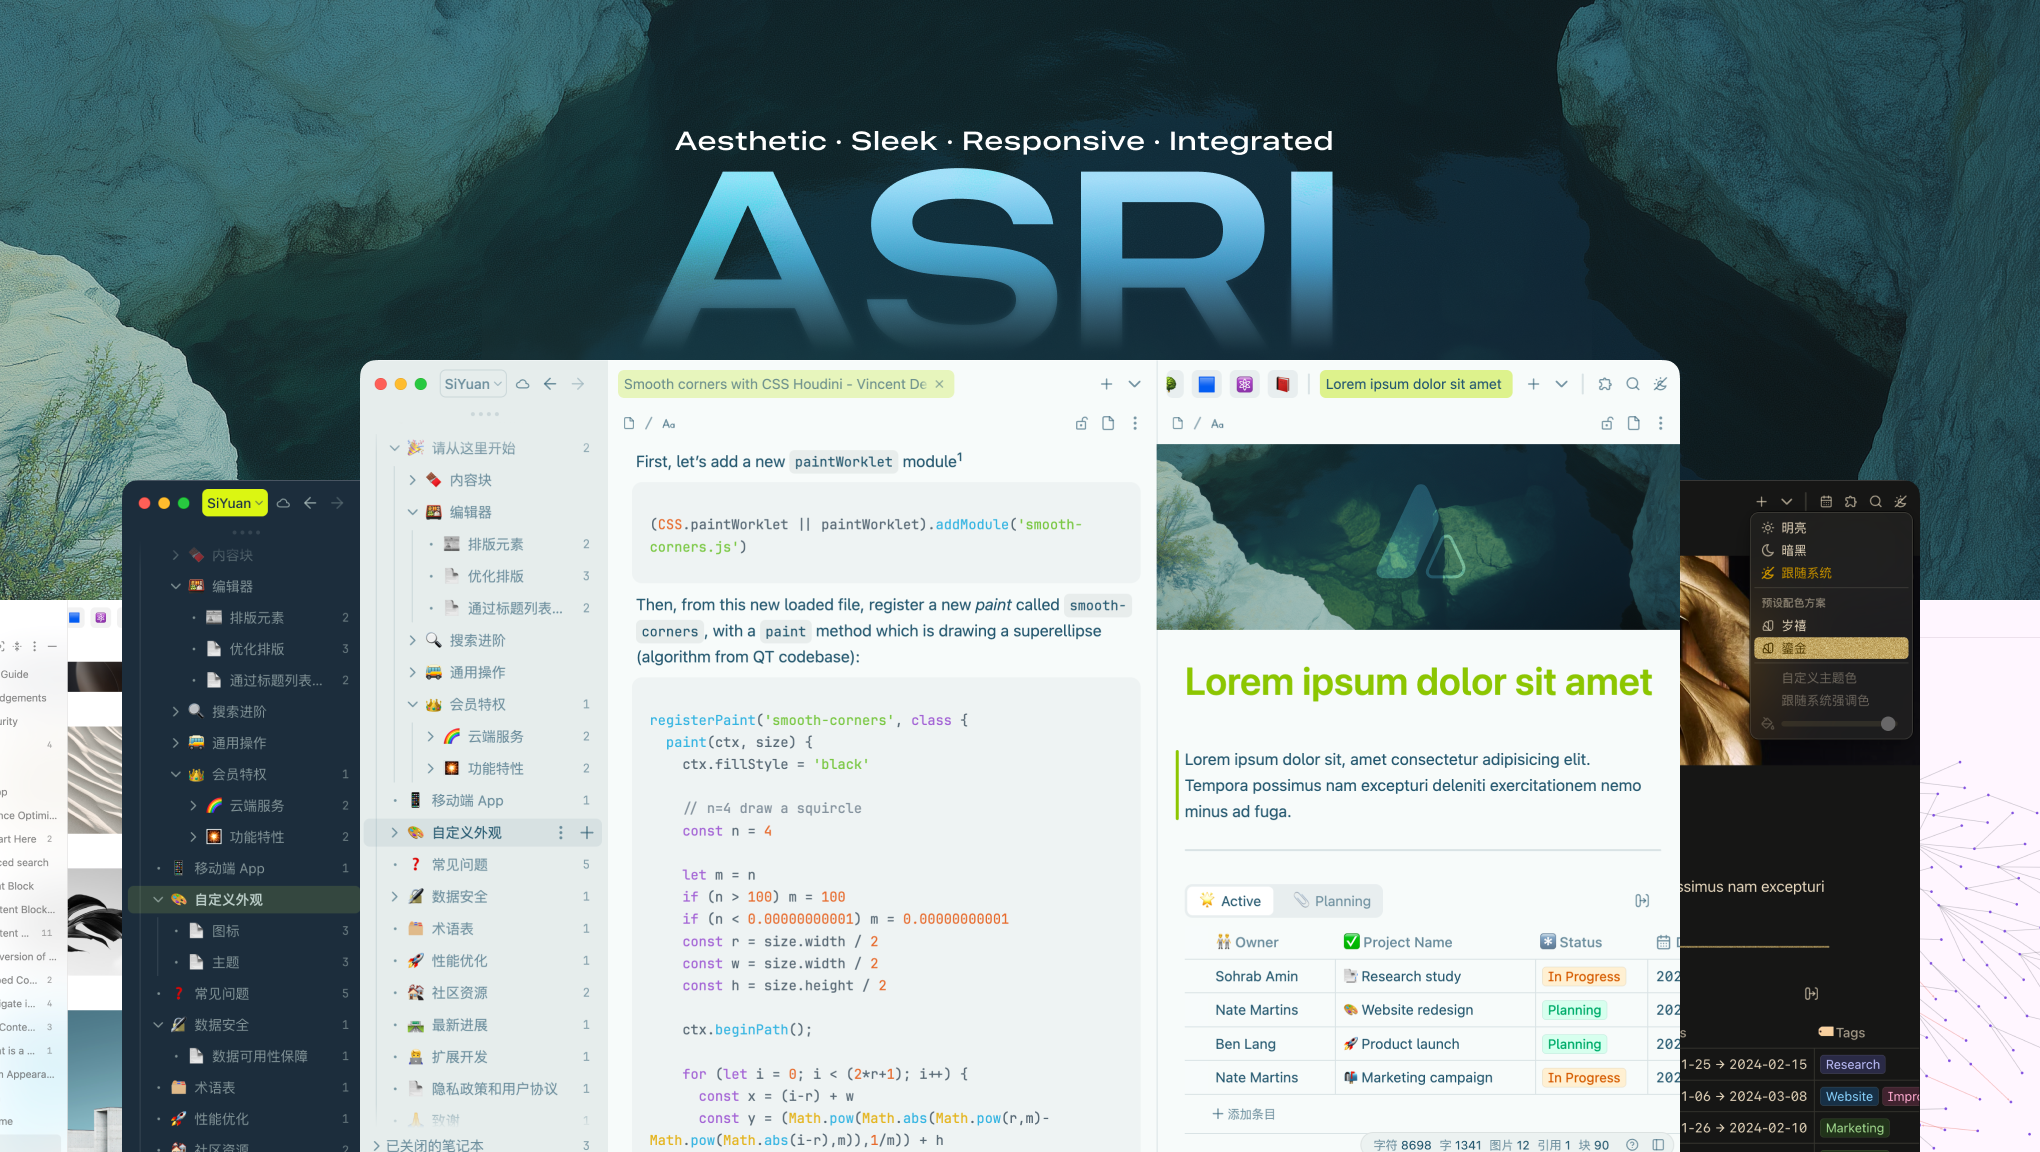 Aesthetic · Sleek · Responsive · Integrated
ASRI
SiYuan
请从这里开始 2
内容块
编辑器
排版元素 2
优化排版 3
通过标题列表... 2
搜索进阶
通用操作
会员特权 1
云端服务 2
功能特性 2
移动端 App 1
自定义外观
常见问题 5
数据安全 1
术语表 1
性能优化 1
社区资源 2
最新进展 1
扩展开发 1
隐私政策和用户协议 1
致谢 1
已关闭的笔记本 3
Smooth corners with CSS Houdini - Vincent De
First, let’s add a new paintWorklet module1
(CSS.paintWorklet || paintWorklet).addModule('smooth-
corners.js')
Then, from this new loaded file, register a new paint called smooth-
corners, with a paint method which is drawing a superellipse
(algorithm from QT codebase):
registerPaint('smooth-corners', class {
paint(ctx, size) {
ctx.fillStyle = 'black'
// n=4 draw a squircle
const n = 4
let m = n
if (n > 100) m = 100
if (n < 0.00000000001) m = 0.00000000001
const r = size.width / 2
const w = size.width / 2
const h = size.height / 2
ctx.beginPath();
for (let i = 0; i < (2*r+1); i++) {
const x = (i-r) + w
const y = (Math.pow(Math.abs(Math.pow(r,m)-
Math.pow(Math.abs(i-r),m)),1/m)) + h
Lorem ipsum dolor sit amet
Lorem ipsum dolor sit amet
Lorem ipsum dolor sit, amet consectetur adipisicing elit.
Tempora possimus nam excepturi deleniti exercitationem nemo
minus ad fuga.
Active Planning
Owner Project Name Status
Sohrab Amin Research study In Progress 202
Nate Martins Website redesign Planning 202
Ben Lang Product launch Planning 202
Nate Martins Marketing campaign In Progress 202
添加条目
字符 8698 字 1341 图片 12 引用 1 块 90
SiYuan
内容块
编辑器
排版元素 2
优化排版 3
通过标题列表... 2
搜索进阶
通用操作
会员特权 1
云端服务 2
功能特性 2
移动端 App 1
自定义外观
图标 3
主题 3
常见问题 5
数据安全 1
数据可用性保障 1
术语表 1
性能优化 1
社区资源 2
Guide
dgements
urity
4
pp
nce Optimi...
art Here 2
ced search
nt Block
tent Block...
tent ... 11
version of ...
ped Co... 2
igate i... 4
Conte... 3
t is a ... 1
n Appeara...
me
明亮
暗黑
跟随系统
预设配色方案
岁禧
鎏金
自定义主题色
跟随系统强调色
ssimus nam excepturi
s Tags
1-25 → 2024-02-15 Research
1-06 → 2024-03-08 Website Impro
1-26 → 2024-02-10 Marketing